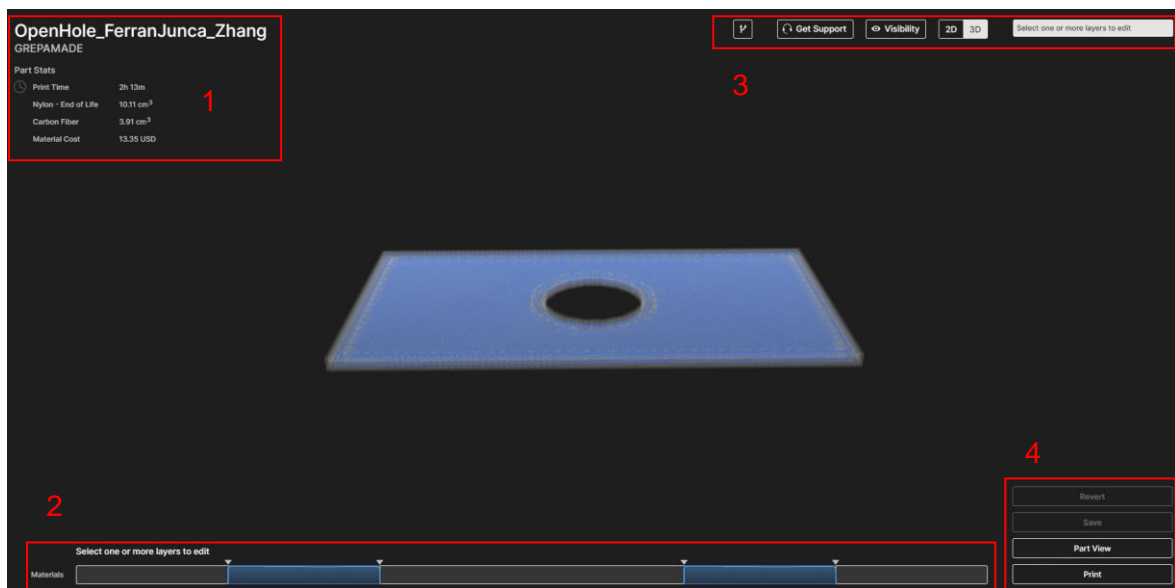 OpenHole_FerranJunca_Zhang
GREPAMADE
Part Stats
Print Time 2h 13m
Nylon - End of Life 10.11 cm³
Carbon Fiber 3.91 cm³
Material Cost 13.35 USD
1
Get Support Visibility 2D 3D Select one or more layers to edit
3
4
Revert
Save
Part View
Print
2
Select one or more layers to edit
Materials